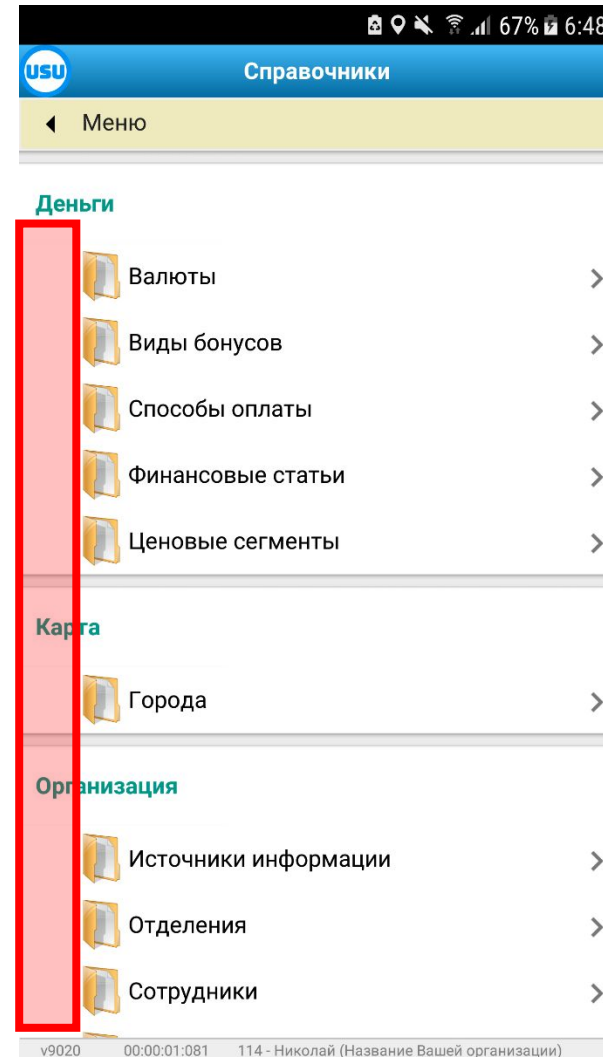 67% 6:48
USU Справочники
Меню
Деньги
Валюты
Виды бонусов
Способы оплаты
Финансовые статьи
Ценовые сегменты
Карта
Города
Организация
Источники информации
Отделения
Сотрудники
v9020 00:00:01:081 114 - Николай (Название Вашей организации)